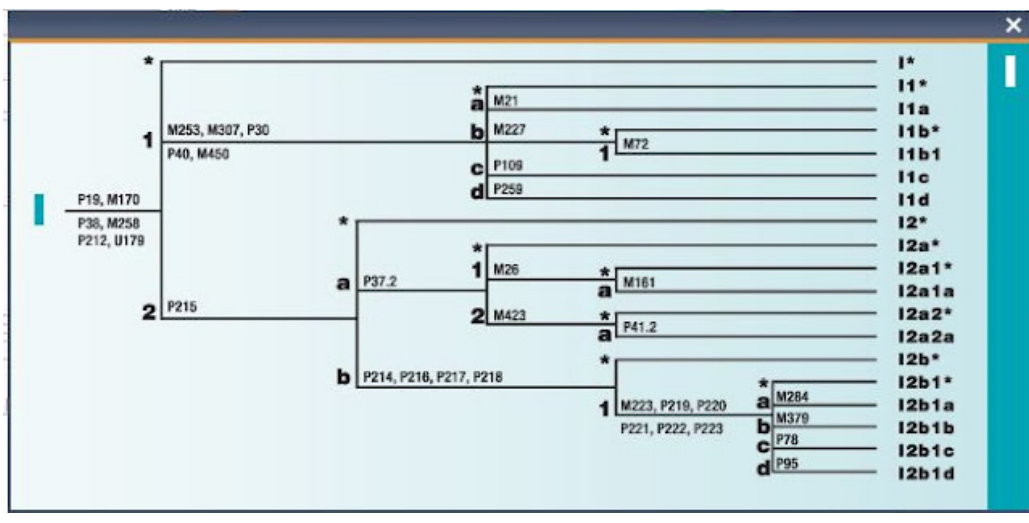 I
* I*
* I1*
a M21 I1a
1 M253, M307, P30
P40, M450
b M227 * I1b*
1 M72 I1b1
c P109 I1c
d P259 I1d
I P19, M170
P38, M258
P212, U179
* I2*
* I2a*
a P37.2
1 M26 * I2a1*
a M161 I2a1a
2 P215
2 M423 * I2a2*
a P41.2 I2a2a
b P214, P216, P217, P218
* I2b*
* I2b1*
1 M223, P219, P220
P221, P222, P223
a M284 I2b1a
b M379 I2b1b
c P78 I2b1c
d P95 I2b1d